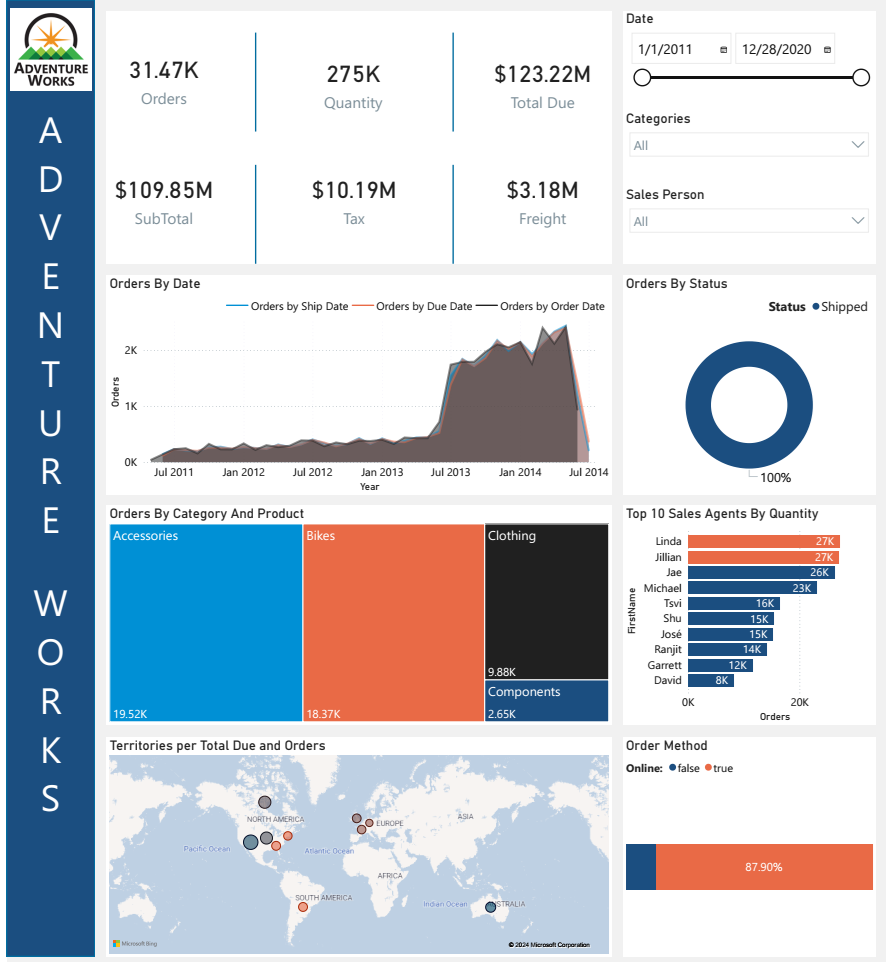 ADVENTURE
WORKS
A
D
V
E
N
T
U
R
E
W
O
R
K
S
31.47K
Orders
275K
Quantity
$123.22M
Total Due
$109.85M
SubTotal
$10.19M
Tax
$3.18M
Freight
Date
1/1/2011
12/28/2020
Categories
All
Sales Person
All
Orders By Date
Orders by Ship Date Orders by Due Date Orders by Order Date
2K
1K
0K
Orders
Jul 2011 Jan 2012 Jul 2012 Jan 2013 Jul 2013 Jan 2014 Jul 2014
Year
Orders By Status
Status Shipped
100%
Orders By Category And Product
Accessories
19.52K
Bikes
18.37K
Clothing
9.88K
Components
2.65K
Top 10 Sales Agents By Quantity
FirstName
Linda 27K
Jillian 27K
Jae 26K
Michael 23K
Tsvi 16K
Shu 15K
José 15K
Ranjit 14K
Garrett 12K
David 8K
0K 20K
Orders
Territories per Total Due and Orders
NORTH AMERICA
EUROPE
ASIA
Pacific Ocean
Atlantic Ocean
AFRICA
SOUTH AMERICA
Indian Ocean
USTRALIA
Microsoft Bing
© 2024 Microsoft Corporation
Order Method
Online: false true
87.90%